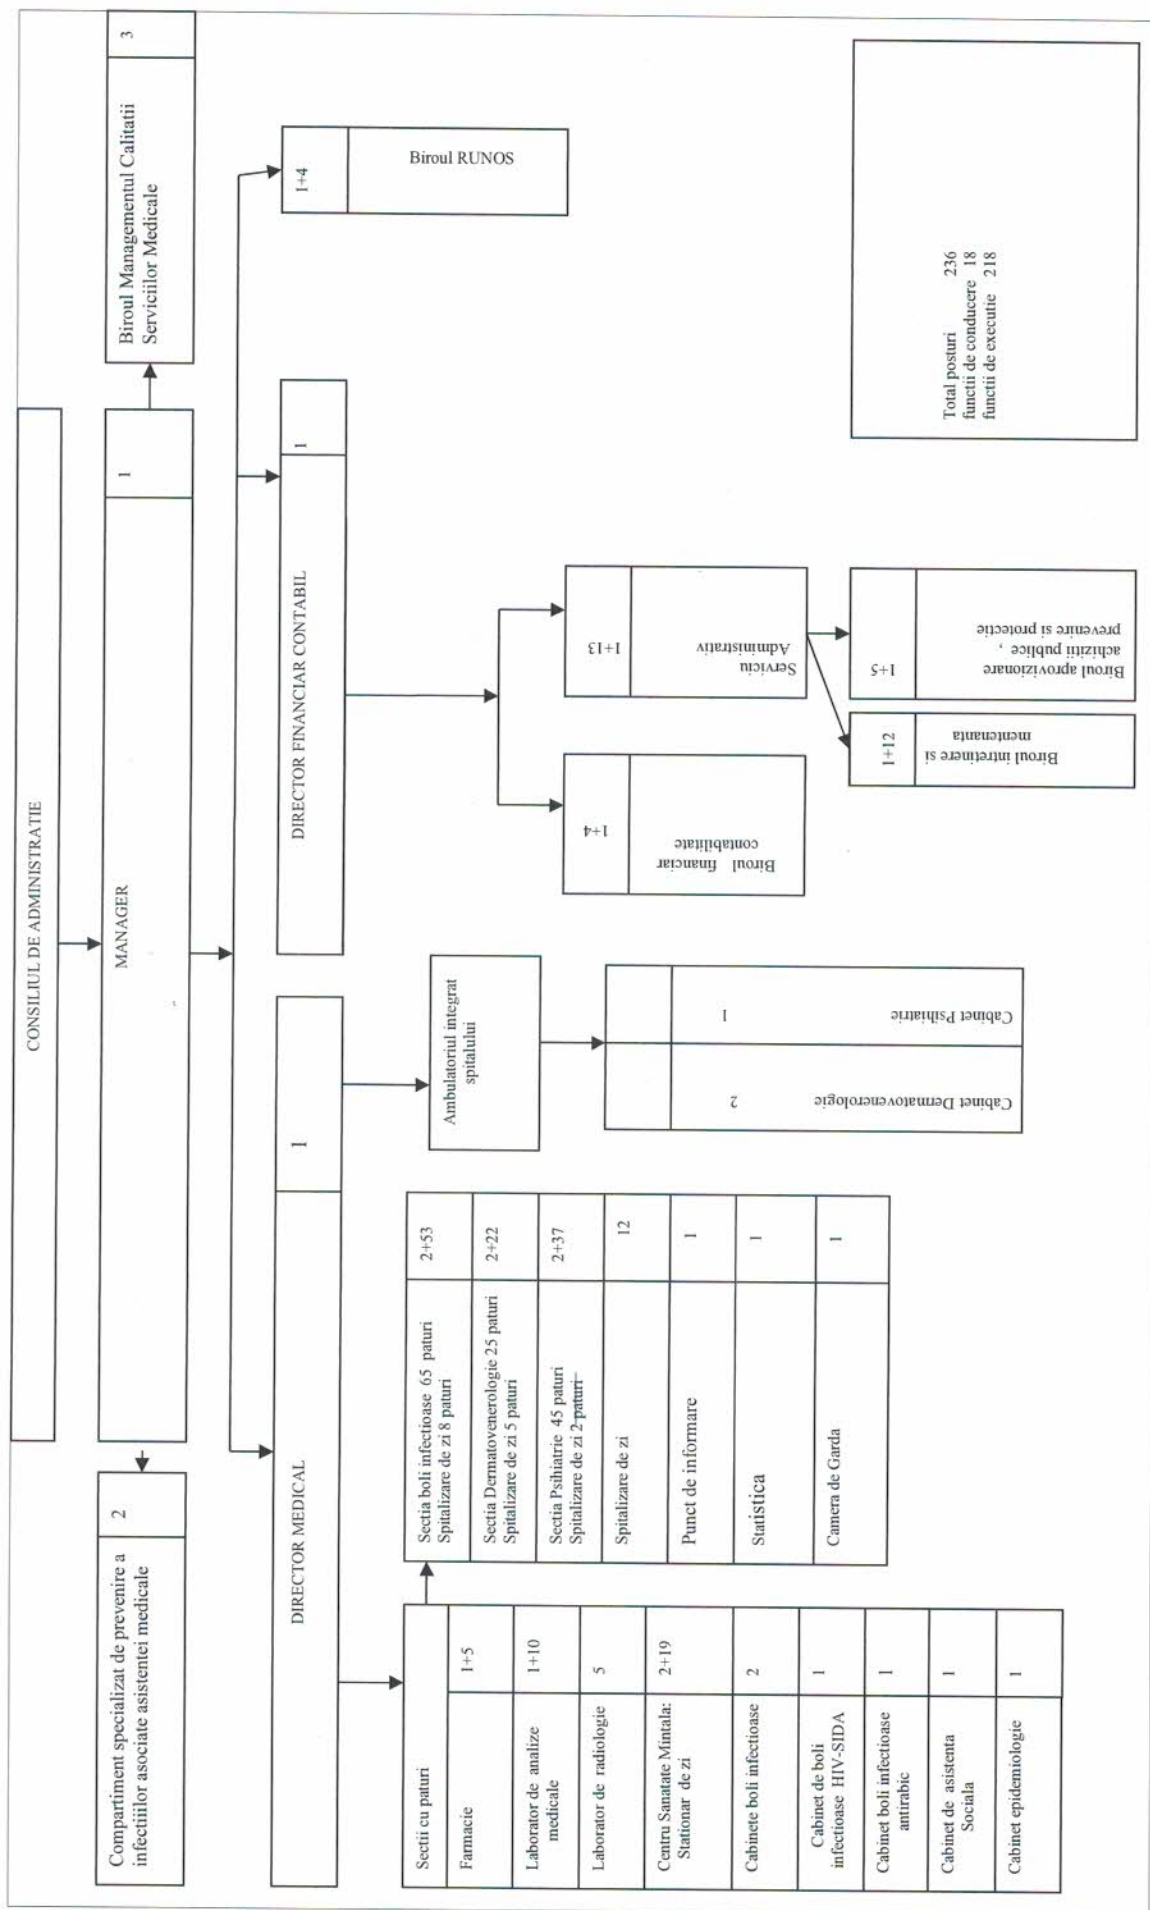 CONSILIUL DE ADMINISTRATIE
Compartiment specializat de prevenire a
infectiiilor asociate asistentei medicale
2
MANAGER
1
Biroul Managementul Calitatii
Serviciilor Medicale
3
DIRECTOR MEDICAL
1
DIRECTOR FINANCIAR CONTABIL
1
1+4
Biroul RUNOS
Sectii cu paturi
Farmacie
1+5
Laborator de analize
medicale
1+10
Laborator de radiologie
5
Centru Sanatate Mintala:
Stationar de zi
2+19
Cabinete boli infectioase
2
Cabinet de boli
infectioase HIV-SIDA
1
Cabinet boli infectioase
antirabic
1
Cabinet de asistenta
Sociala
1
Cabinet epidemiologie
1
Sectia boli infectioase 65 paturi
Spitalizare de zi 8 paturi
2+53
Sectia Dermatovenerologie 25 paturi
Spitalizare de zi 5 paturi
2+22
Sectia Psihiatrie 45 paturi
Spitalizare de zi 2 paturi
2+37
Spitalizare de zi
12
Punct de informare
1
Statistica
1
Camera de Garda
1
Ambulatoriul integrat
spitalului
Cabinet Dermatovenerologie
2
Cabinet Psihiatrie
1
1+4
Biroul financiar
contabilitate
1+13
Serviciu
Administrativ
1+12
Biroul intretinere si
mentenanta
1+5
Biroul aprovizionare
achizitii publice ,
prevenire si protectie
Total posturi 236
functii de conducere 18
functii de executie 218